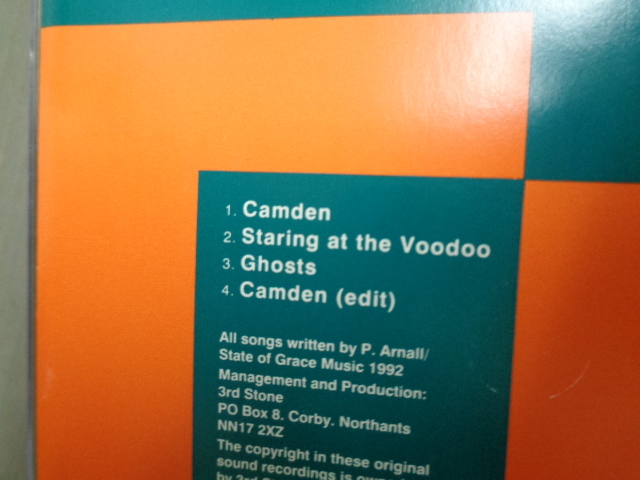 1. Camden
2. Staring at the Voodoo
3. Ghosts
4. Camden (edit)
All songs written by P. Arnall/
State of Grace Music 1992
Management and Production:
3rd Stone
PO Box 8. Corby. Northants
NN17 2XZ
The copyright in these original
sound recordings is
by 3rd